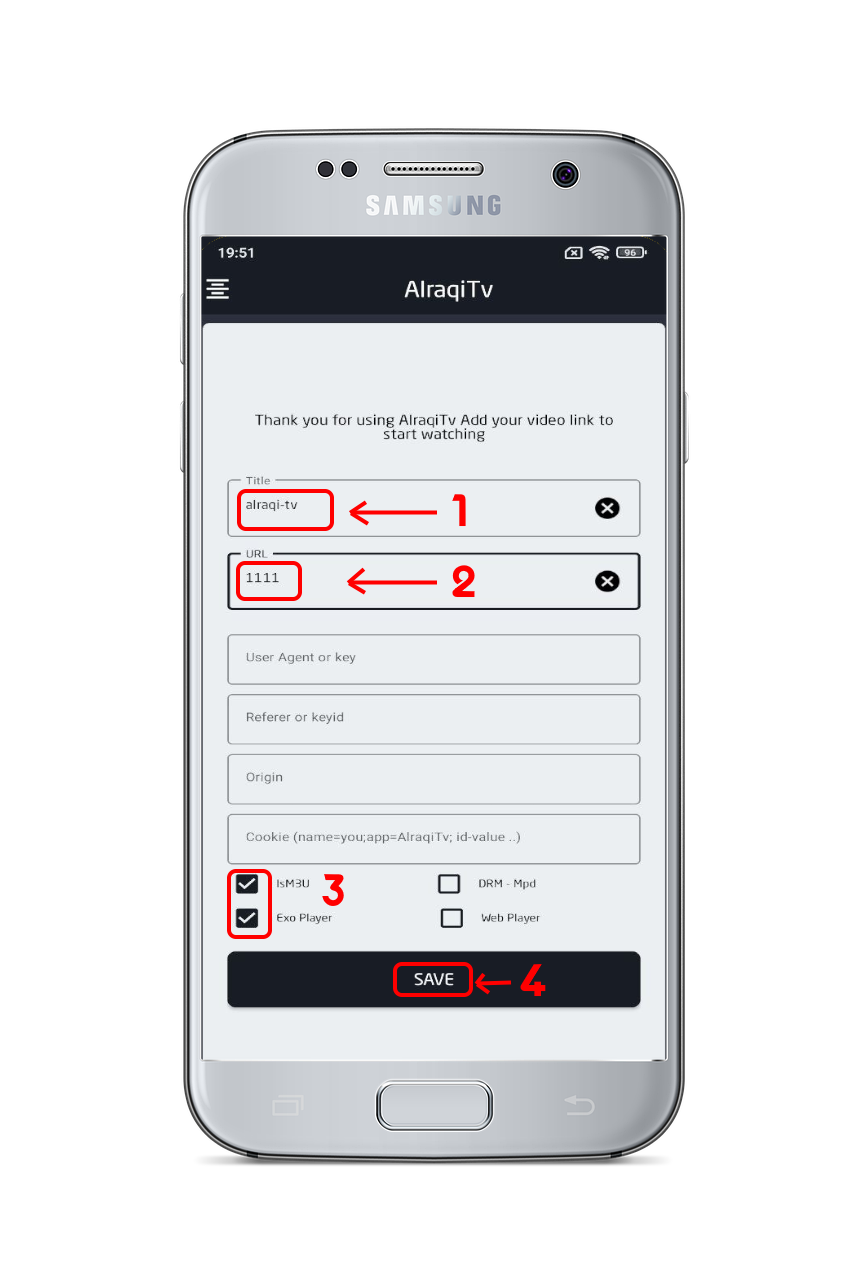 SAMSUNG
19:51
96
AlraqiTv
Thank you for using AlraqiTv Add your video link to
start watching
Title
alraqi-tv
1
URL
1111
2
User Agent or key
Referer or keyid
Origin
Cookie (name=you;app=AlraqiTv; id-value ..)
IsM3U
3
DRM - Mpd
Exo Player
Web Player
SAVE
4